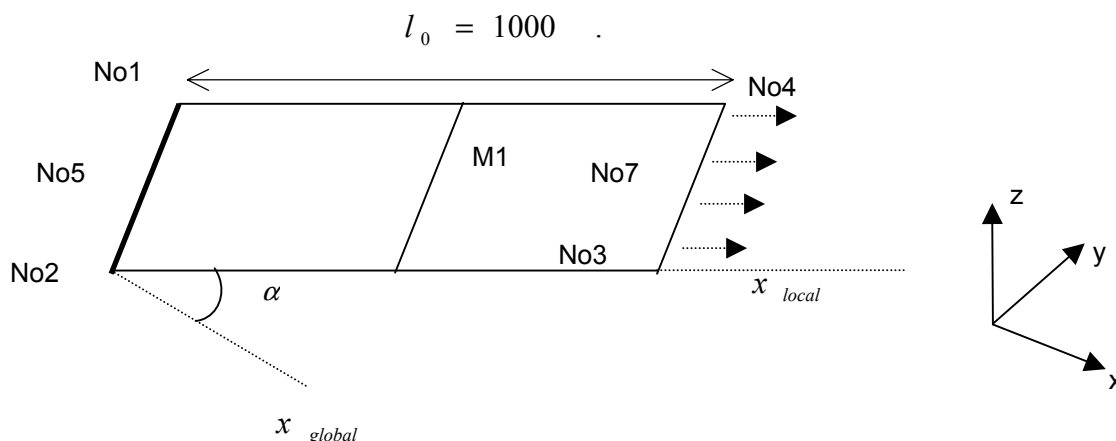 l₀ = 1000 .
No1
No4
No5
M1
No7
No2
No3
α
x local
x global
z
y
x